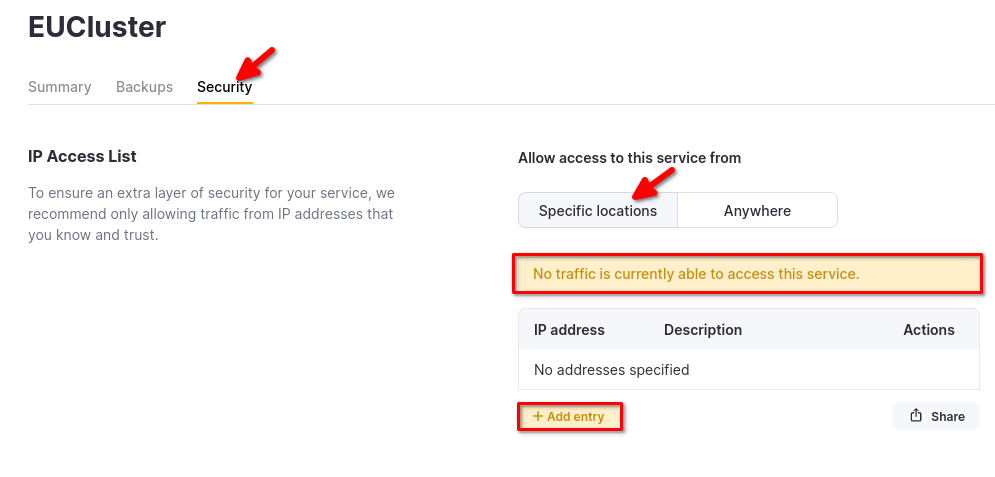 EUCluster
Summary Backups Security
IP Access List
To ensure an extra layer of security for your service, we
recommend only allowing traffic from IP addresses that
you know and trust.
Allow access to this service from
Specific locations Anywhere
No traffic is currently able to access this service.
IP address Description Actions
No addresses specified
+ Add entry Share